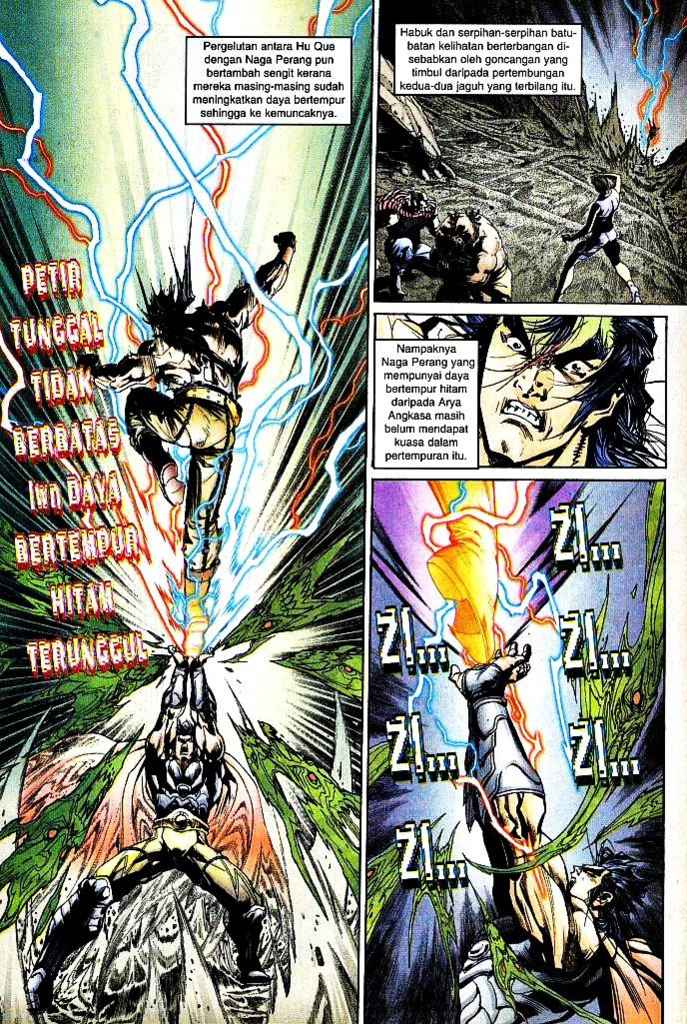 Pergelutan antara Hu Que
dengan Naga Perang pun
bertambah sengit kerana
mereka masing-masing sudah
meningkatkan daya bertempur
sehingga ke kemuncaknya.
PETIR
TUNGGAL
TIDAK
BERBATAS
lwn DAYA
BERTEMPUR
HITAM
TERUNGGUL
Habuk dan serpihan-serpihan batu-
batan kelihatan berterbangan di-
sebabkan oleh goncangan yang
timbul daripada pertembungan
kedua-dua jaguh yang terbilang itu.
Nampaknya
Naga Perang yang
mempunyai daya
bertempur hitam
daripada Arya
Angkasa masih
belum mendapat
kuasa dalam
pertempuran itu.
ZI...
ZI...
ZI...
ZI...
ZI...
ZI...